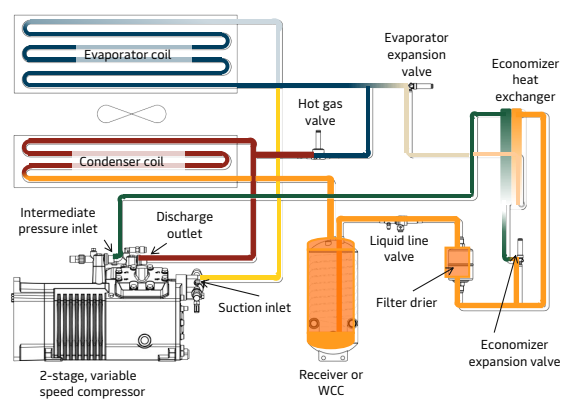 Evaporator coil
Evaporator
expansion
valve
Economizer
heat
exchanger
Hot gas
valve
Condenser coil
Intermediate
pressure inlet
Discharge
outlet
Liquid line
valve
Suction inlet
Filter drier
Economizer
expansion valve
2-stage, variable
speed compressor
Receiver or
WCC